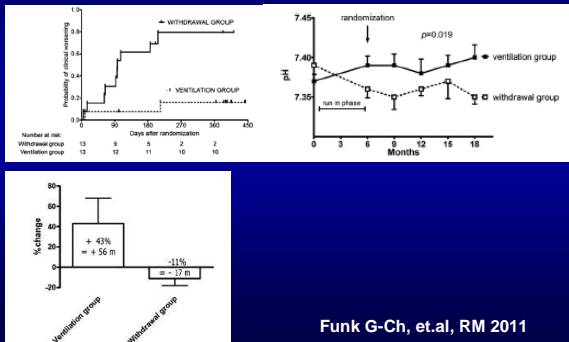 WITHDRAWAL GROUP
VENTILATION GROUP
Probability of clinical worsening
1.0
0.8
0.6
0.4
0.2
0.0
0 90 180 270 360 450
Days after randomization
Number at risk:
Withdrawal group 13 9 5 2 2
Ventilation group 13 12 11 10 10
randomization
p=0.019
7.45
7.40
7.35
pH
ventilation group
withdrawal group
run in phase
0 3 6 9 12 15 18
Months
80
60
40
20
0
-20
%change
+ 43%
= + 56 m
-11%
= - 17 m
Ventilation group
Withdrawal group
Funk G-Ch, et.al, RM 2011